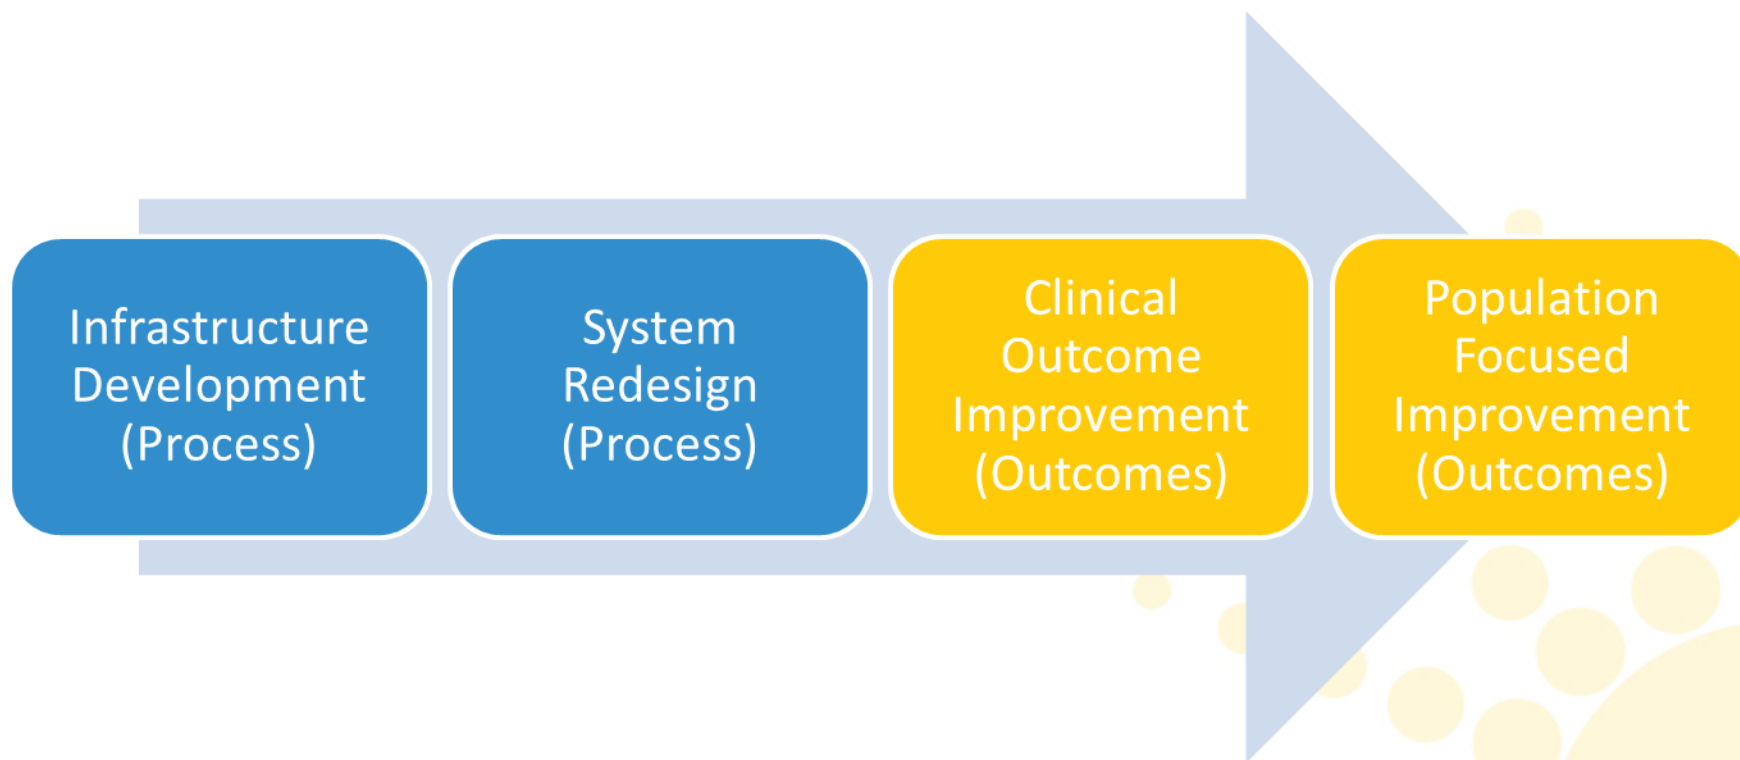 Infrastructure
Development
(Process)
System
Redesign
(Process)
Clinical
Outcome
Improvement
(Outcomes)
Population
Focused
Improvement
(Outcomes)